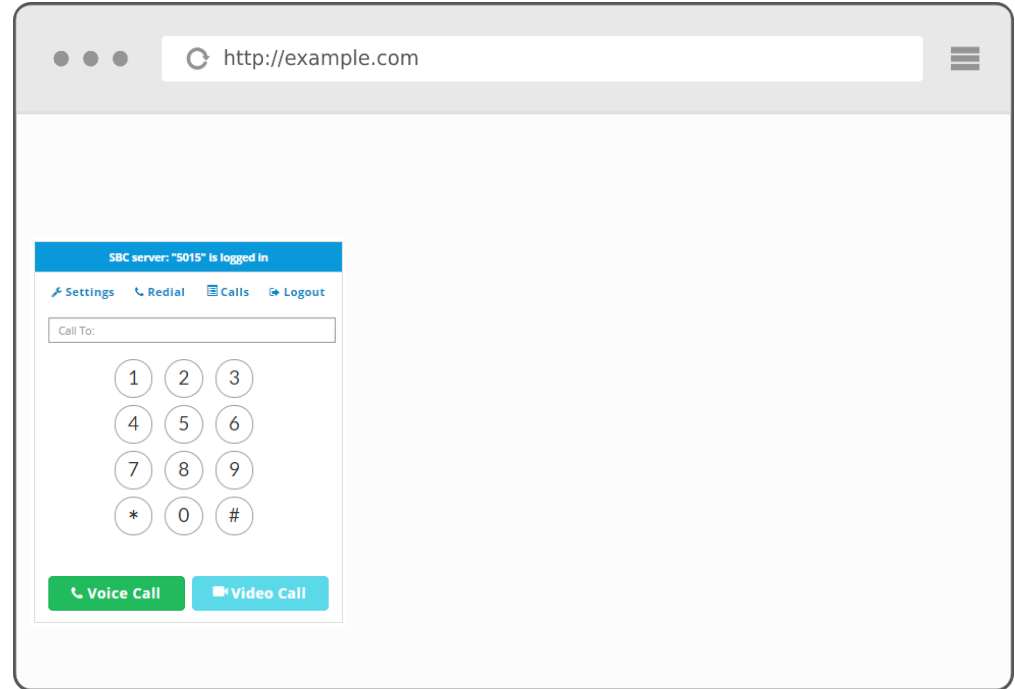 http://example.com
SBC server: "5015" is logged in
Settings Redial Calls Logout
Call To:
1 2 3
4 5 6
7 8 9
* 0 #
Voice Call Video Call